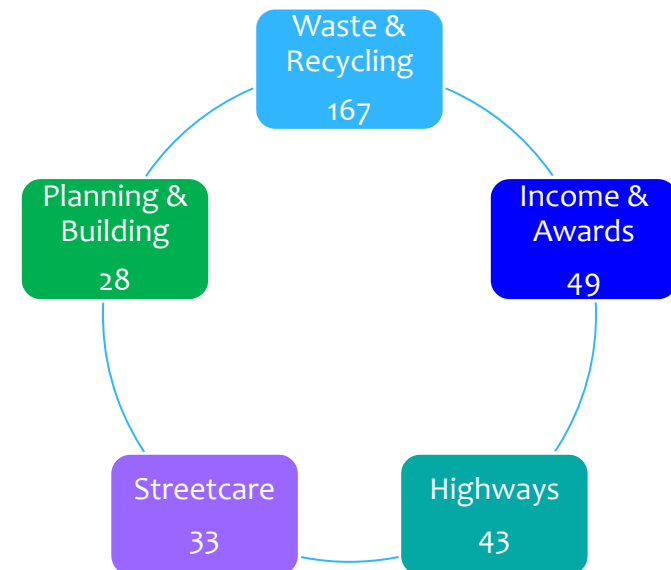 Waste &
Recycling
167
Income &
Awards
49
Highways
43
Streetcare
33
Planning &
Building
28